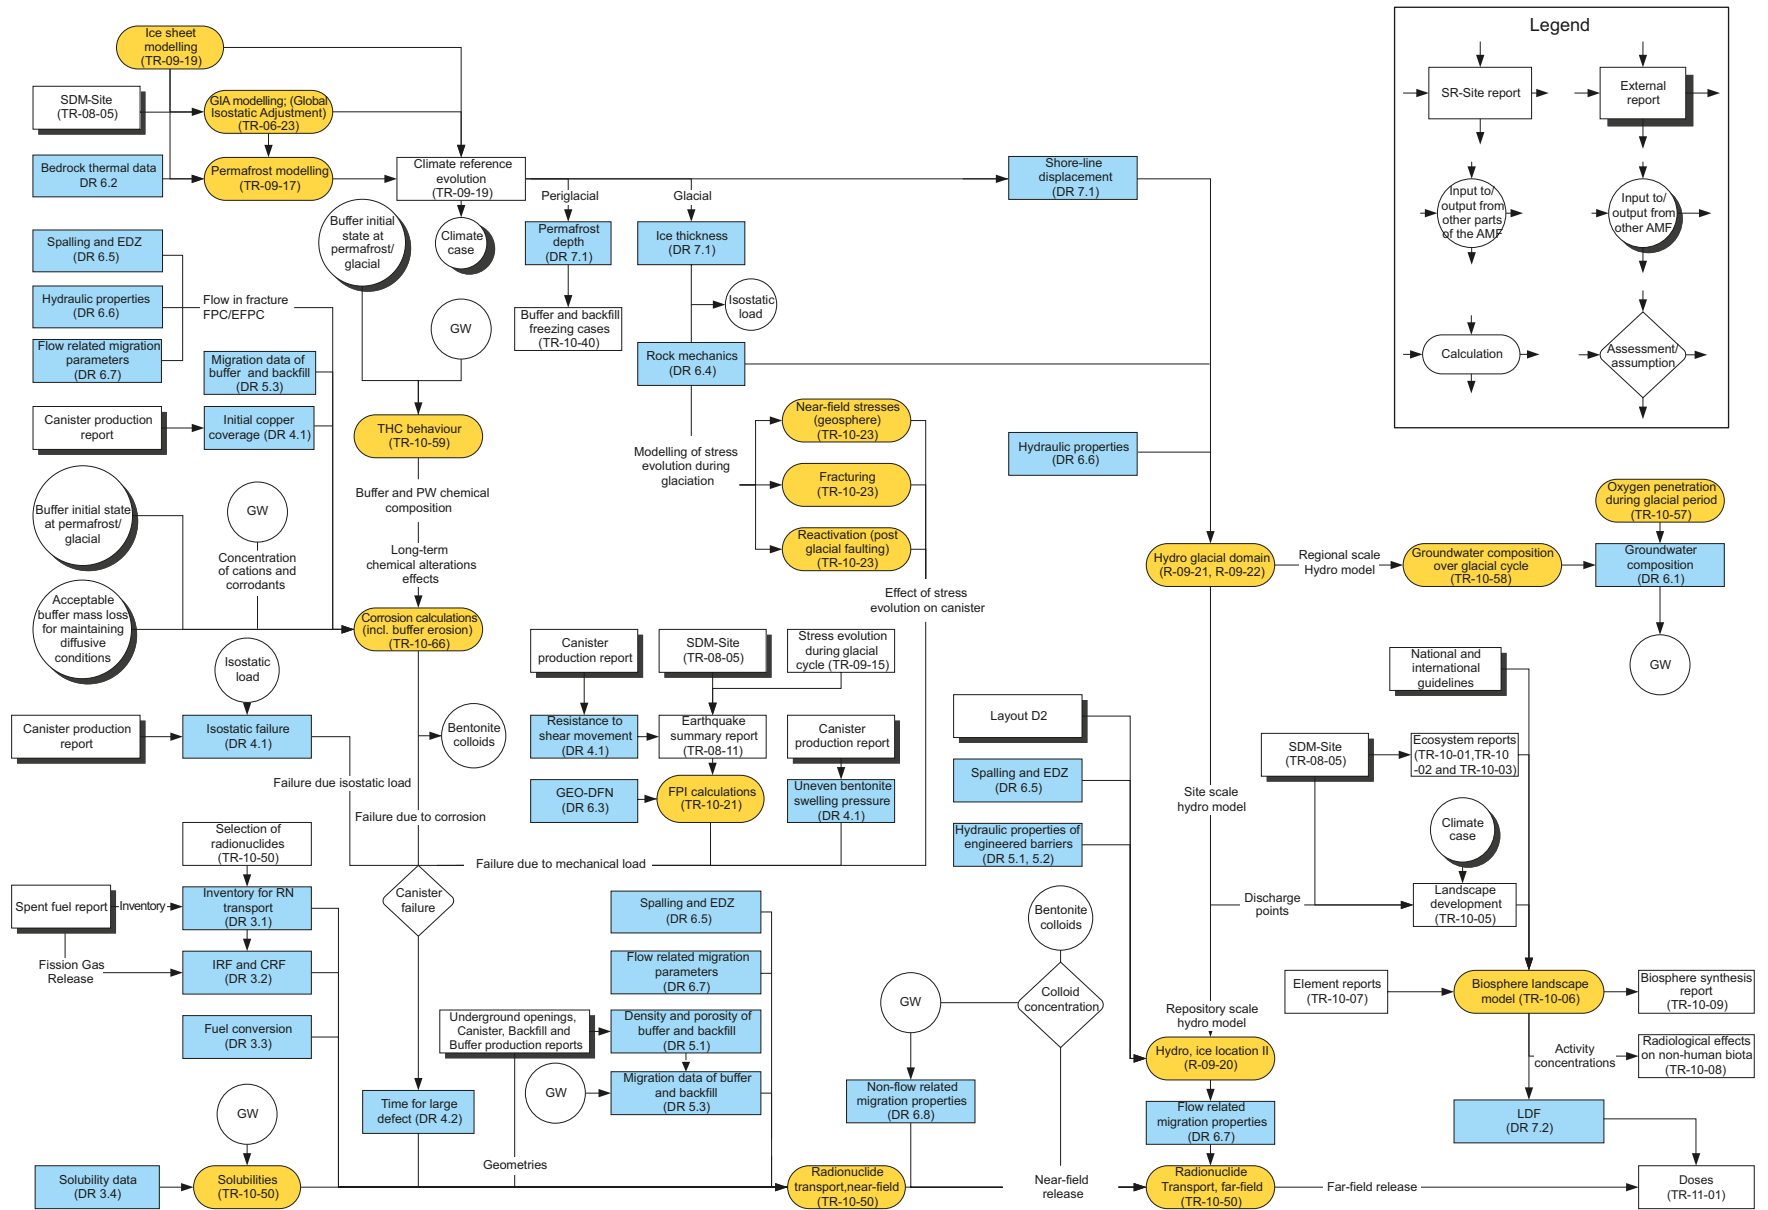 Ice sheet
modelling
(TR-09-19)
SDM-Site
(TR-08-05)
GIA modelling; (Global
Isostatic Adjustment)
(TR-06-23)
Bedrock thermal data
DR 6.2
Permafrost modelling
(TR-09-17)
Climate reference
evolution
(TR-09-19)
Shore-line
displacement
(DR 7.1)
Periglacial
Glacial
Buffer initial
state at
permafrost/
glacial
Climate
case
Permafrost
depth
(DR 7.1)
Ice thickness
(DR 7.1)
Spalling and EDZ
(DR 6.5)
Hydraulic properties
(DR 6.6)
Flow in fracture
FPC/EFPC
Flow related migration
parameters
(DR 6.7)
Migration data of
buffer and backfill
(DR 5.3)
GW
Buffer and backfill
freezing cases
(TR-10-40)
Isostatic
load
Rock mechanics
(DR 6.4)
Canister production
report
Initial copper
coverage (DR 4.1)
THC behaviour
(TR-10-59)
Near-field stresses
(geosphere)
(TR-10-23)
Modelling of stress
evolution during
glaciation
Fracturing
(TR-10-23)
Reactivation (post
glacial faulting)
(TR-10-23)
Hydraulic properties
(DR 6.6)
Buffer initial state
at permafrost/
glacial
GW
Buffer and PW chemical
composition
Concentration
of cations and
corrodants
Long-term
chemical alterations
effects
Acceptable
buffer mass loss
for maintaining
diffusive
conditions
Corrosion calculations
(incl. buffer erosion)
(TR-10-66)
Effect of stress
evolution on canister
Hydro glacial domain
(R-09-21, R-09-22)
Regional scale
Hydro model
Groundwater composition
over glacial cycle
(TR-10-58)
Oxygen penetration
during glacial period
(TR-10-57)
Groundwater
composition
(DR 6.1)
GW
Isostatic
load
Canister production
report
Isostatic failure
(DR 4.1)
Bentonite
colloids
Canister
production report
SDM-Site
(TR-08-05)
Stress evolution
during glacial
cycle (TR-09-15)
Resistance to
shear movement
(DR 4.1)
Earthquake
summary report
(TR-08-11)
Canister
production report
GEO-DFN
(DR 6.3)
FPI calculations
(TR-10-21)
Uneven bentonite
swelling pressure
(DR 4.1)
Failure due isostatic load
Failure due to corrosion
Failure due to mechanical load
Layout D2
Spalling and EDZ
(DR 6.5)
Hydraulic properties of
engineered barriers
(DR 5.1, 5.2)
Site scale
hydro model
National and
international
guidelines
SDM-Site
(TR-08-05)
Ecosystem reports
(TR-10-01,TR-10
-02 and TR-10-03)
Climate
case
Landscape
development
(TR-10-05)
Discharge
points
Selection of
radionuclides
(TR-10-50)
Spent fuel report
Inventory
Inventory for RN
transport
(DR 3.1)
Canister
failure
Fission Gas
Release
IRF and CRF
(DR 3.2)
Fuel conversion
(DR 3.3)
Spalling and EDZ
(DR 6.5)
Flow related migration
parameters
(DR 6.7)
Underground openings,
Canister, Backfill and
Buffer production reports
Density and porosity of
buffer and backfill
(DR 5.1)
GW
Migration data of buffer
and backfill
(DR 5.3)
Bentonite
colloids
GW
Colloid
concentration
Non-flow related
migration properties
(DR 6.8)
Repository scale
hydro model
Hydro, ice location II
(R-09-20)
Flow related
migration properties
(DR 6.7)
Element reports
(TR-10-07)
Biosphere landscape
model (TR-10-06)
Biosphere synthesis
report
(TR-10-09)
Activity
concentrations
Radiological effects
on non-human biota
(TR-10-08)
LDF
(DR 7.2)
GW
Time for large
defect (DR 4.2)
Geometries
Solubility data
(DR 3.4)
Solubilities
(TR-10-50)
Radionuclide
transport,near-field
(TR-10-50)
Near-field
release
Radionuclide
Transport, far-field
(TR-10-50)
Far-field release
Doses
(TR-11-01)
Legend
SR-Site report
External
report
Input to/
output from
other parts
of the AMF
Input to/
output from
other AMF
Calculation
Assessment/
assumption